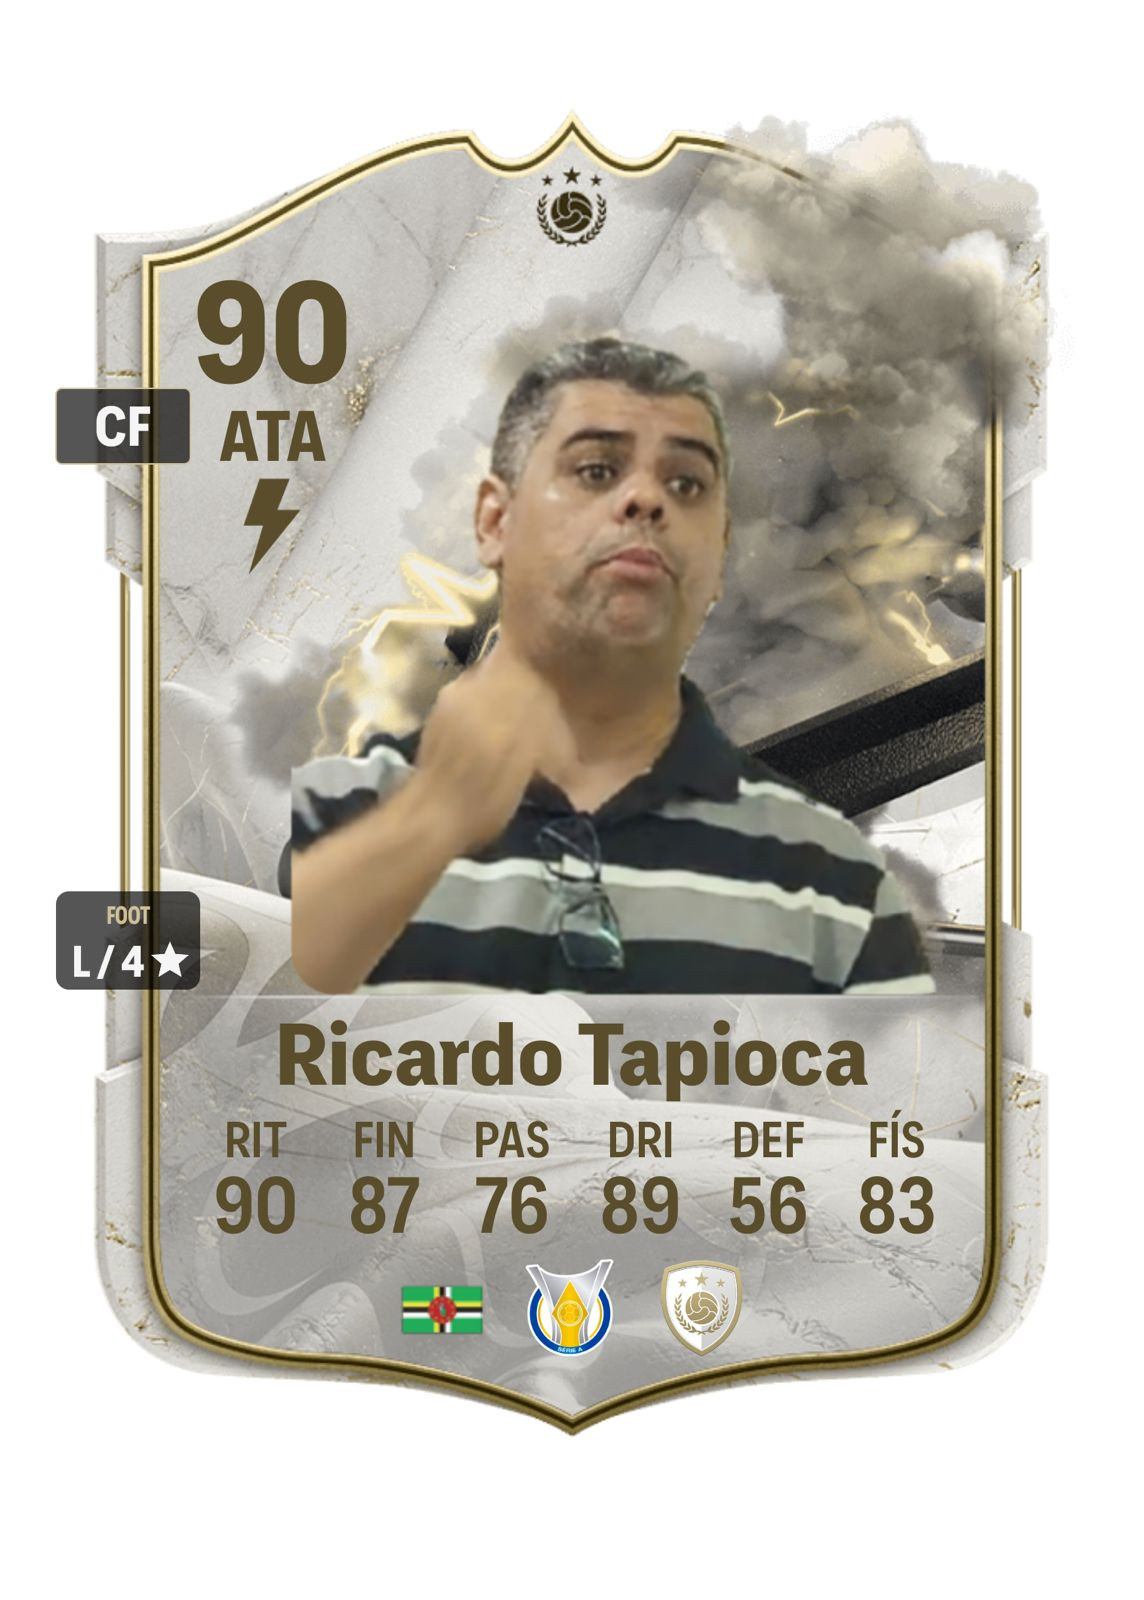 90
CF
ATA
FOOT
L/4★
Ricardo Tapioca
RIT FIN PAS DRI DEF FÍS
90 87 76 89 56 83
SÉRIE A